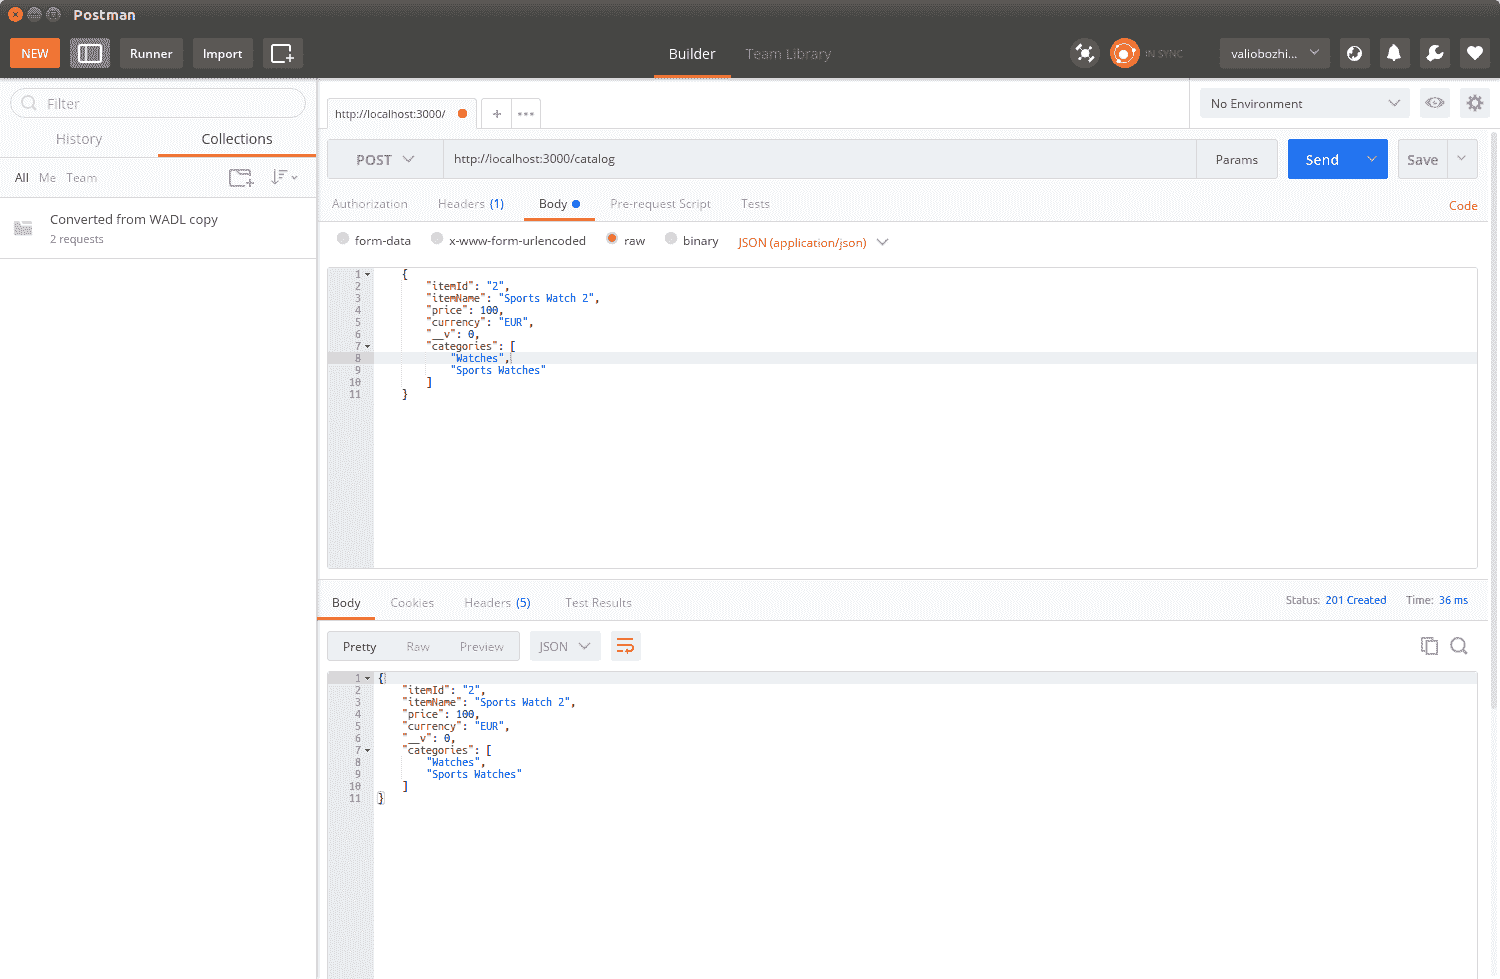 Postman
NEW Runner Import Builder Team Library IN SYNC valiobozhi...
Filter
History Collections
All Me Team
Converted from WADL copy
2 requests
http://localhost:3000/ + ••• No Environment
POST http://localhost:3000/catalog Params Send Save
Authorization Headers (1) Body Pre-request Script Tests Code
form-data x-www-form-urlencoded raw binary JSON (application/json)
1 {
2 "itemId": "2",
3 "itemName": "Sports Watch 2",
4 "price": 100,
5 "currency": "EUR",
6 "__v": 0,
7 "categories": [
8 "Watches",
9 "Sports Watches"
10 ]
11 }
Body Cookies Headers (5) Test Results Status: 201 Created Time: 36 ms
Pretty Raw Preview JSON
1 {
2 "itemId": "2",
3 "itemName": "Sports Watch 2",
4 "price": 100,
5 "currency": "EUR",
6 "__v": 0,
7 "categories": [
8 "Watches",
9 "Sports Watches"
10 ]
11 }